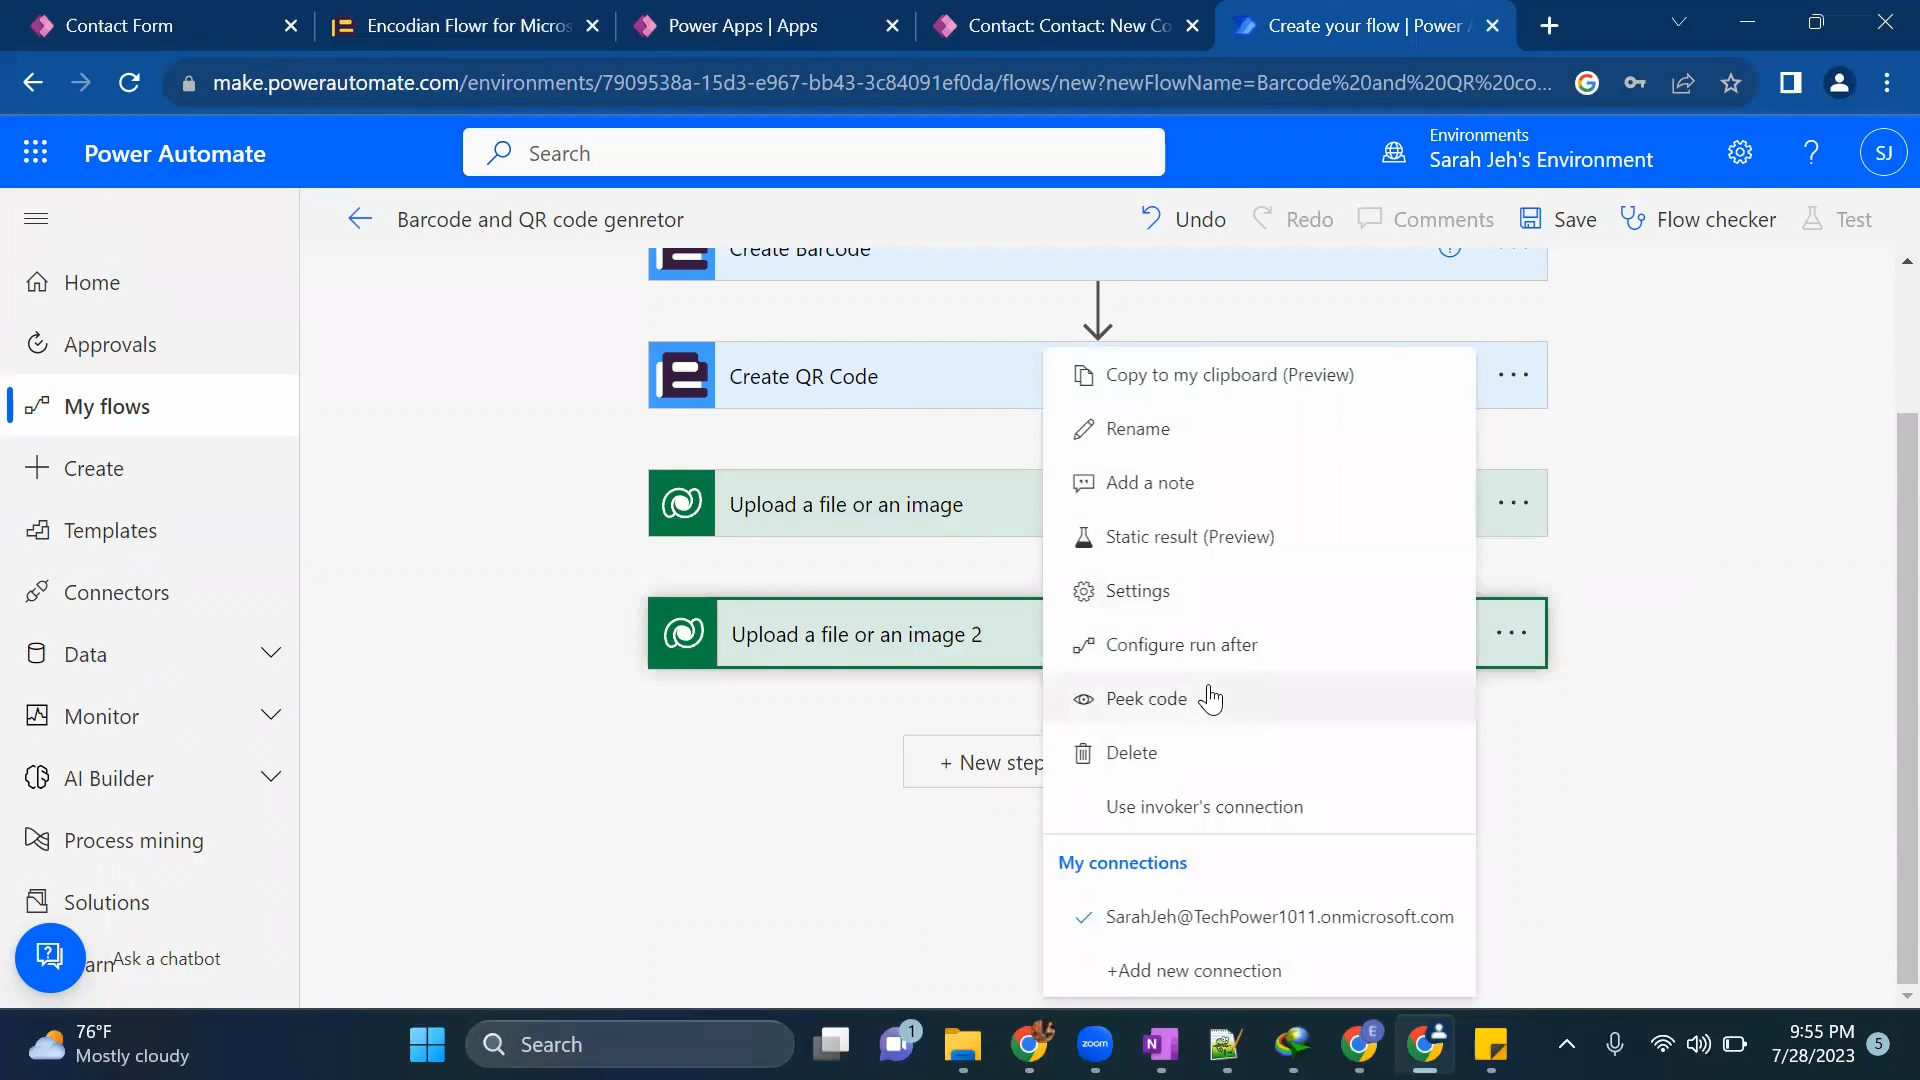 Contact Form
Encodian Flowr for Micros
Power Apps | Apps
Contact: Contact: New Co
Create your flow | Power A
make.powerautomate.com/environments/7909538a-15d3-e967-bb43-3c84091ef0da/flows/new?newFlowName=Barcode%20and%20QR%20co...
Power Automate
Search
Environments
Sarah Jeh's Environment
SJ
Barcode and QR code genretor
Undo
Redo
Comments
Save
Flow checker
Test
Home
Approvals
My flows
Create
Templates
Connectors
Data
Monitor
AI Builder
Process mining
Solutions
arn
Ask a chatbot
Create Barcode
Create QR Code
Upload a file or an image
Upload a file or an image 2
+ New step
Copy to my clipboard (Preview)
Rename
Add a note
Static result (Preview)
Settings
Configure run after
Peek code
Delete
Use invoker's connection
My connections
SarahJeh@TechPower1011.onmicrosoft.com
+Add new connection
76°F
Mostly cloudy
Search
1
zoom
N
E
9:55 PM
7/28/2023
5